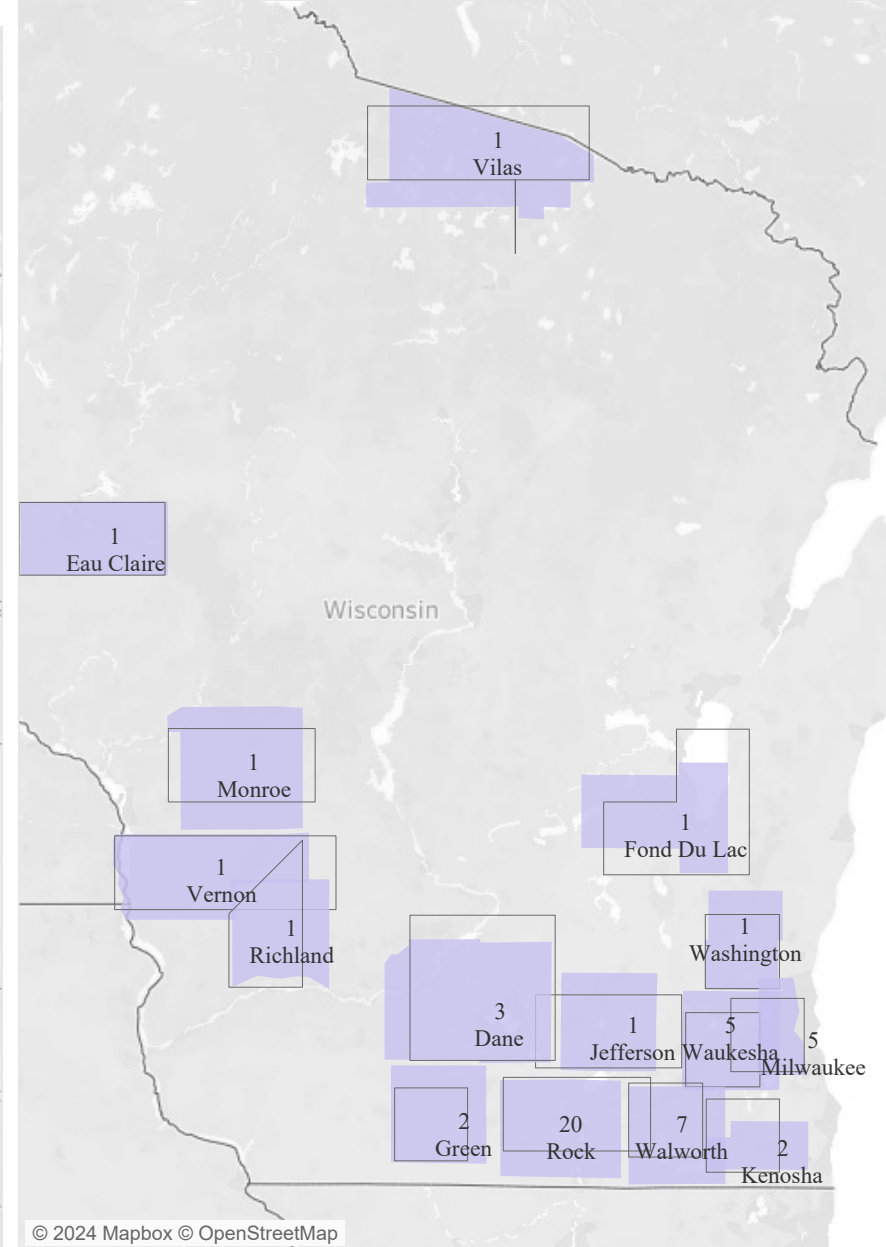 1
Vilas
1
Eau Claire
Wisconsin
1
Monroe
1
Fond Du Lac
1
Vernon
1
Richland
1
Washington
3
Dane
1
Jefferson
5
Waukesha
5
Milwaukee
2
Green
20
Rock
7
Walworth
2
Kenosha
© 2024 Mapbox © OpenStreetMap